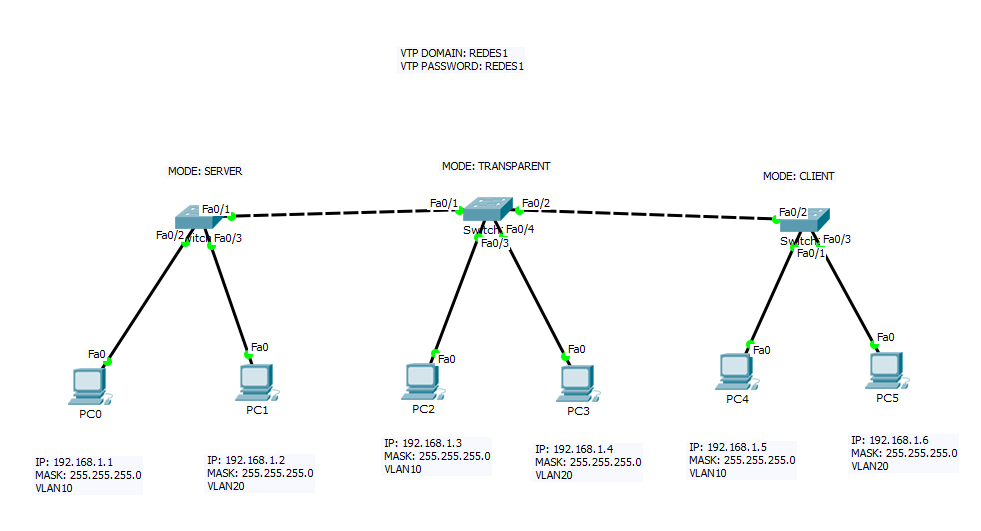 VTP DOMAIN: REDES1
VTP PASSWORD: REDES1
MODE: SERVER
MODE: TRANSPARENT
MODE: CLIENT
Fa0/1
Fa0/1
Fa0/2
Fa0/2
Fa0/2
Fa0/3
Fa0/3
Fa0/4
Fa0/1
Fa0/3
Fa0
Fa0
Fa0
Fa0
Fa0
Fa0
PC0
PC1
PC2
PC3
PC4
PC5
IP: 192.168.1.1
MASK: 255.255.255.0
VLAN10
IP: 192.168.1.2
MASK: 255.255.255.0
VLAN20
IP: 192.168.1.3
MASK: 255.255.255.0
VLAN10
IP: 192.168.1.4
MASK: 255.255.255.0
VLAN20
IP: 192.168.1.5
MASK: 255.255.255.0
VLAN10
IP: 192.168.1.6
MASK: 255.255.255.0
VLAN20